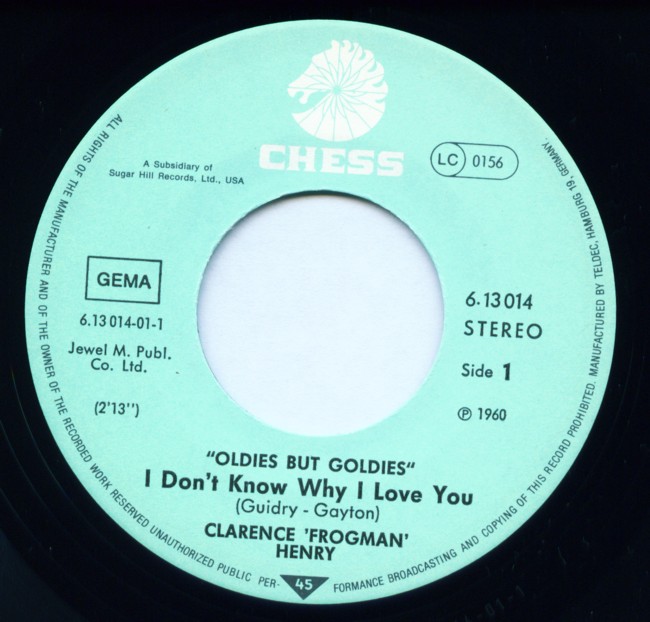 CHESS
LC 0156
A Subsidiary of
Sugar Hill Records, Ltd., USA
GEMA
6.13 014-01-1
Jewel M. Publ.
Co. Ltd.
(2'13")
6.13 014
STEREO
Side 1
℗ 1960
"OLDIES BUT GOLDIES"
I Don't Know Why I Love You
(Guidry - Gayton)
CLARENCE 'FROGMAN'
HENRY
45
ALL RIGHTS OF THE MANUFACTURER AND OF THE OWNER OF THE RECORDED WORK RESERVED UNAUTHORIZED PUBLIC PER- FORMANCE BROADCASTING AND COPYING OF THIS RECORD PROHIBITED. MANUFACTURED BY TELDEC, HAMBURG 19, GERMANY.